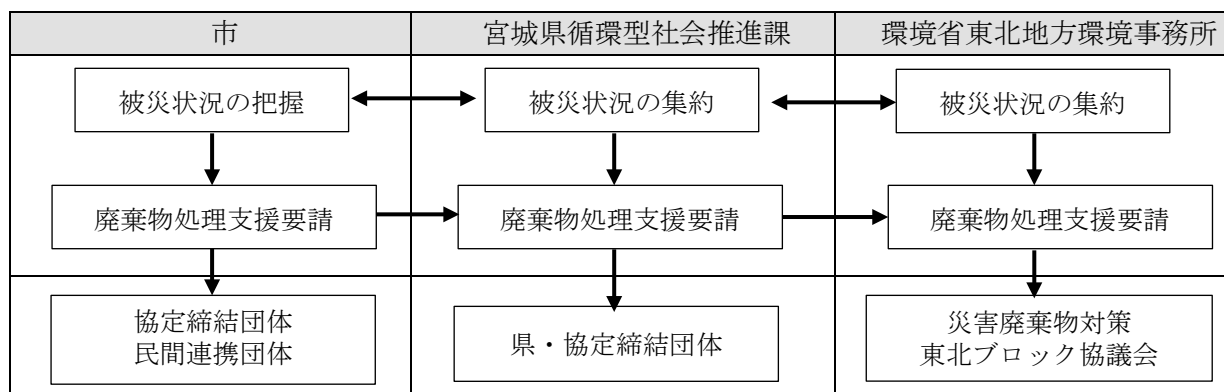 市
宮城県循環型社会推進課
環境省東北地方環境事務所
被災状況の把握
被災状況の集約
被災状況の集約
廃棄物処理支援要請
廃棄物処理支援要請
廃棄物処理支援要請
協定締結団体
民間連携団体
県・協定締結団体
災害廃棄物対策
東北ブロック協議会